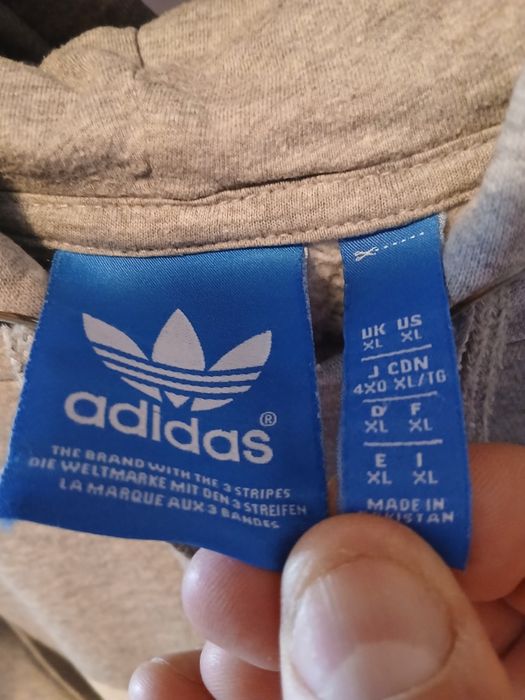 adidas®
THE BRAND WITH THE 3 STRIPES
DIE WELTMARKE MIT DEN 3 STREIFEN
LA MARQUE AUX 3 BANDES
UK US
XL XL
J CDN
4XO XL/TG
D F
XL XL
E I
XL XL
MADE IN